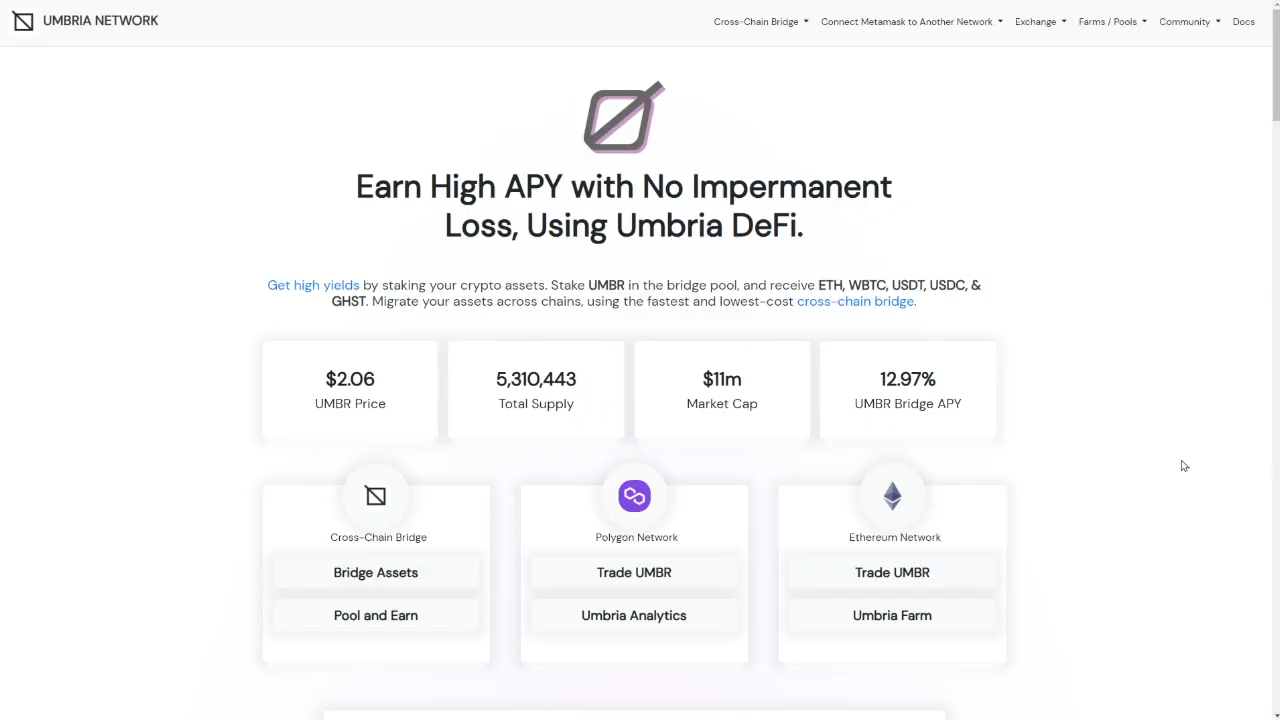 UMBRIA NETWORK
Cross-Chain Bridge Connect Metamask to Another Network Exchange Farms / Pools Community Docs
Earn High APY with No Impermanent
Loss, Using Umbria DeFi.
Get high yields by staking your crypto assets. Stake UMBR in the bridge pool, and receive ETH, WBTC, USDT, USDC, &
GHST. Migrate your assets across chains, using the fastest and lowest-cost cross-chain bridge.
$2.06 5,310,443 $11m 12.97%
UMBR Price Total Supply Market Cap UMBR Bridge APY
Cross-Chain Bridge Polygon Network Ethereum Network
Bridge Assets Trade UMBR Trade UMBR
Pool and Earn Umbria Analytics Umbria Farm